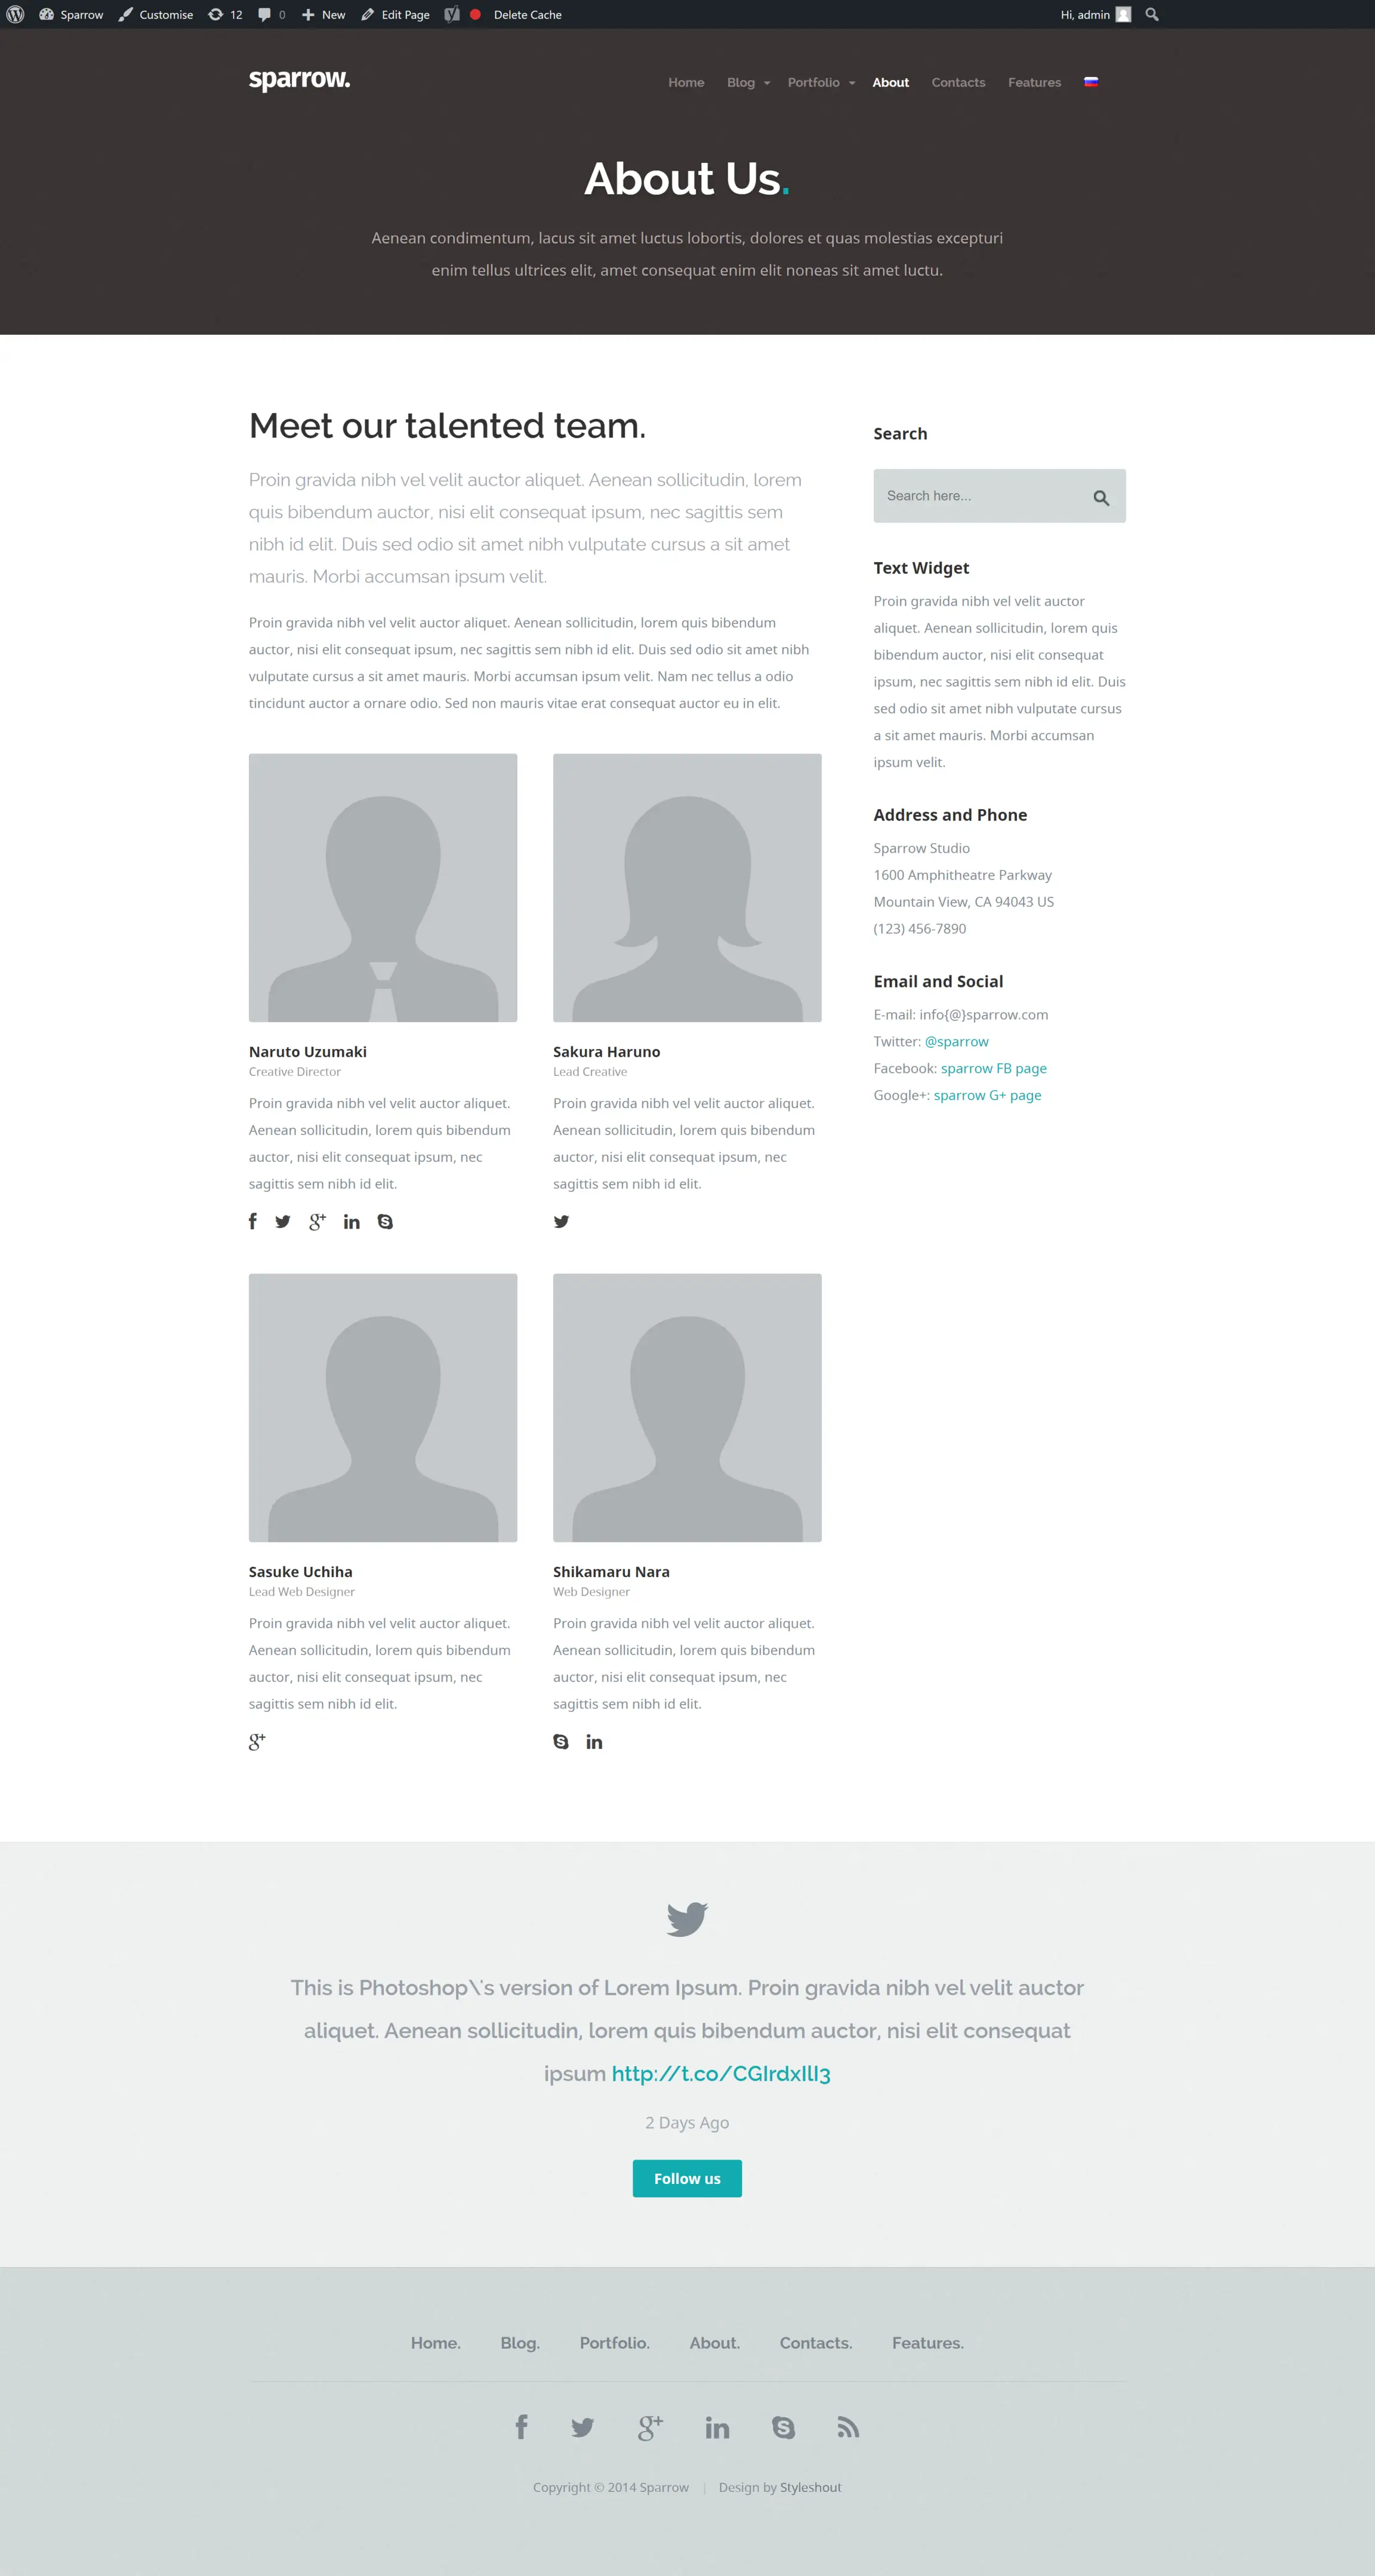 Sparrow Customise 12 0 New Edit Page Delete Cache Hi, admin
sparrow.
Home Blog Portfolio About Contacts Features
About Us.
Aenean condimentum, lacus sit amet luctus lobortis, dolores et quas molestias excepturi
enim tellus ultrices elit, amet consequat enim elit noneas sit amet luctu.
Meet our talented team.
Proin gravida nibh vel velit auctor aliquet. Aenean sollicitudin, lorem
quis bibendum auctor, nisi elit consequat ipsum, nec sagittis sem
nibh id elit. Duis sed odio sit amet nibh vulputate cursus a sit amet
mauris. Morbi accumsan ipsum velit.
Proin gravida nibh vel velit auctor aliquet. Aenean sollicitudin, lorem quis bibendum
auctor, nisi elit consequat ipsum, nec sagittis sem nibh id elit. Duis sed odio sit amet nibh
vulputate cursus a sit amet mauris. Morbi accumsan ipsum velit. Nam nec tellus a odio
tincidunt auctor a ornare odio. Sed non mauris vitae erat consequat auctor eu in elit.
Naruto Uzumaki
Creative Director
Proin gravida nibh vel velit auctor aliquet.
Aenean sollicitudin, lorem quis bibendum
auctor, nisi elit consequat ipsum, nec
sagittis sem nibh id elit.
Sakura Haruno
Lead Creative
Proin gravida nibh vel velit auctor aliquet.
Aenean sollicitudin, lorem quis bibendum
auctor, nisi elit consequat ipsum, nec
sagittis sem nibh id elit.
Sasuke Uchiha
Lead Web Designer
Proin gravida nibh vel velit auctor aliquet.
Aenean sollicitudin, lorem quis bibendum
auctor, nisi elit consequat ipsum, nec
sagittis sem nibh id elit.
Shikamaru Nara
Web Designer
Proin gravida nibh vel velit auctor aliquet.
Aenean sollicitudin, lorem quis bibendum
auctor, nisi elit consequat ipsum, nec
sagittis sem nibh id elit.
Search
Search here...
Text Widget
Proin gravida nibh vel velit auctor
aliquet. Aenean sollicitudin, lorem quis
bibendum auctor, nisi elit consequat
ipsum, nec sagittis sem nibh id elit. Duis
sed odio sit amet nibh vulputate cursus
a sit amet mauris. Morbi accumsan
ipsum velit.
Address and Phone
Sparrow Studio
1600 Amphitheatre Parkway
Mountain View, CA 94043 US
(123) 456-7890
Email and Social
E-mail: info{@}sparrow.com
Twitter: @sparrow
Facebook: sparrow FB page
Google+: sparrow G+ page
This is Photoshop\'s version of Lorem Ipsum. Proin gravida nibh vel velit auctor
aliquet. Aenean sollicitudin, lorem quis bibendum auctor, nisi elit consequat
ipsum http://t.co/CGIrdxIlI3
2 Days Ago
Follow us
Home. Blog. Portfolio. About. Contacts. Features.
Copyright © 2014 Sparrow | Design by Styleshout